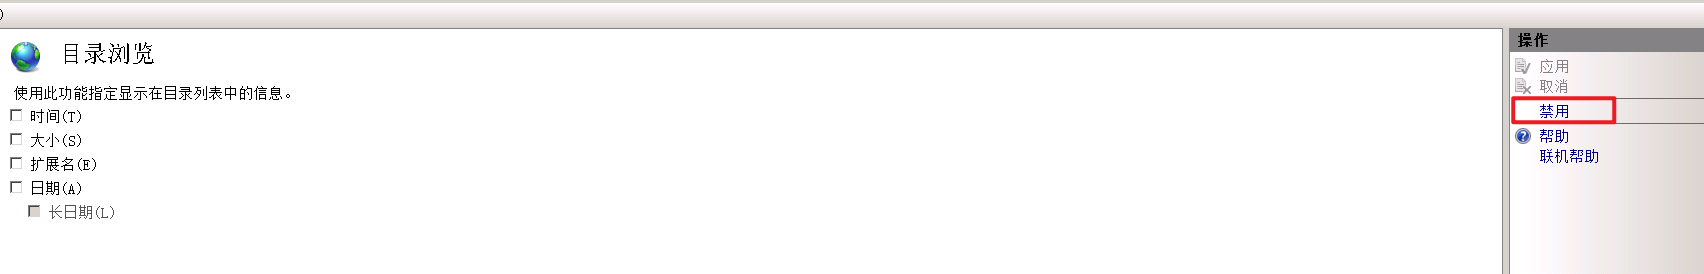 )
目录浏览
使用此功能指定显示在目录列表中的信息。
时间(T)
大小(S)
扩展名(E)
日期(A)
长日期(L)
操作
应用
取消
禁用
帮助
联机帮助